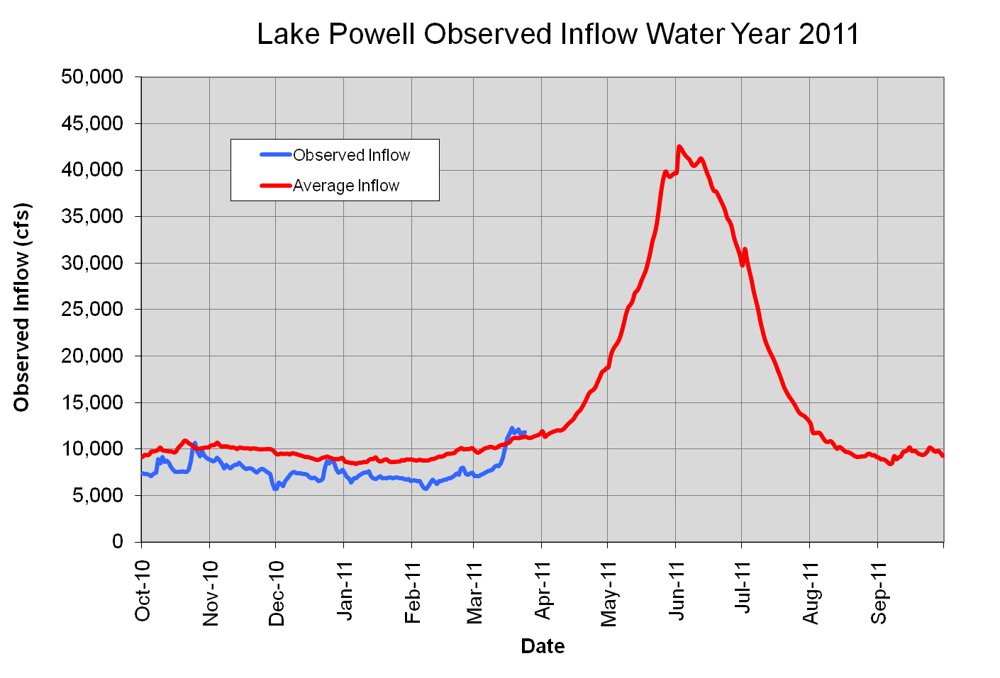 Lake Powell Observed Inflow Water Year 2011
50,000
45,000
40,000
35,000
30,000
25,000
20,000
15,000
10,000
5,000
0
Observed Inflow (cfs)
Observed Inflow
Average Inflow
Oct-10
Nov-10
Dec-10
Jan-11
Feb-11
Mar-11
Apr-11
May-11
Jun-11
Jul-11
Aug-11
Sep-11
Date